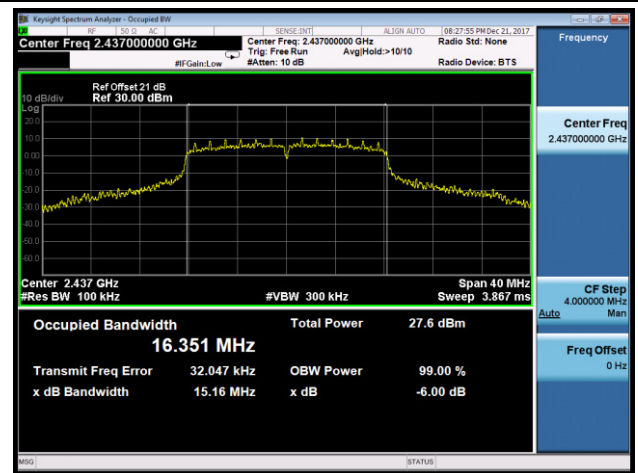 Keysight Spectrum Analyzer - Occupied BW
RF 50 Ω AC SENSE:INT ALIGN AUTO 08:27:55 PM Dec 21, 2017
Center Freq 2.437000000 GHz
Center Freq: 2.437000000 GHz Radio Std: None
Trig: Free Run Avg|Hold:>10/10
#IFGain:Low #Atten: 10 dB Radio Device: BTS
Frequency
Ref Offset 21 dB
10 dB/div Ref 30.00 dBm
Log
20.0
10.0
0.00
-10.0
-20.0
-30.0
-40.0
-50.0
-60.0
Center 2.437 GHz Span 40 MHz
#Res BW 100 kHz #VBW 300 kHz Sweep 3.867 ms
Occupied Bandwidth Total Power 27.6 dBm
16.351 MHz
Transmit Freq Error 32.047 kHz OBW Power 99.00 %
x dB Bandwidth 15.16 MHz x dB -6.00 dB
Center Freq
2.437000000 GHz
CF Step
4.000000 MHz
Auto Man
Freq Offset
0 Hz
MSG STATUS